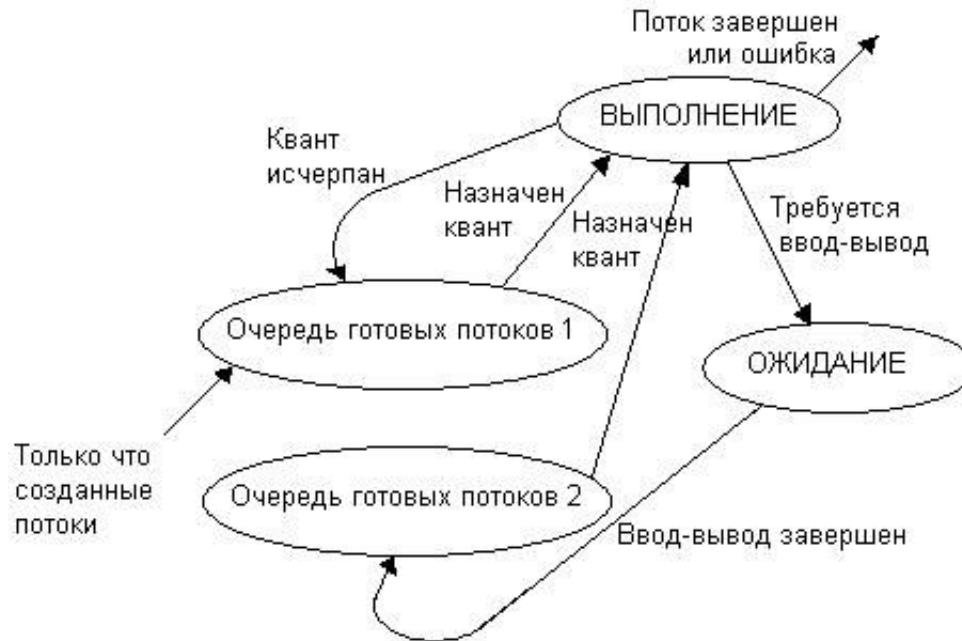 Поток завершен
или ошибка
ВЫПОЛНЕНИЕ
Квант
исчерпан
Назначен
квант
Назначен
квант
Требуется
ввод-вывод
Очередь готовых потоков 1
ОЖИДАНИЕ
Только что
созданные
потоки
Очередь готовых потоков 2
Ввод-вывод завершен